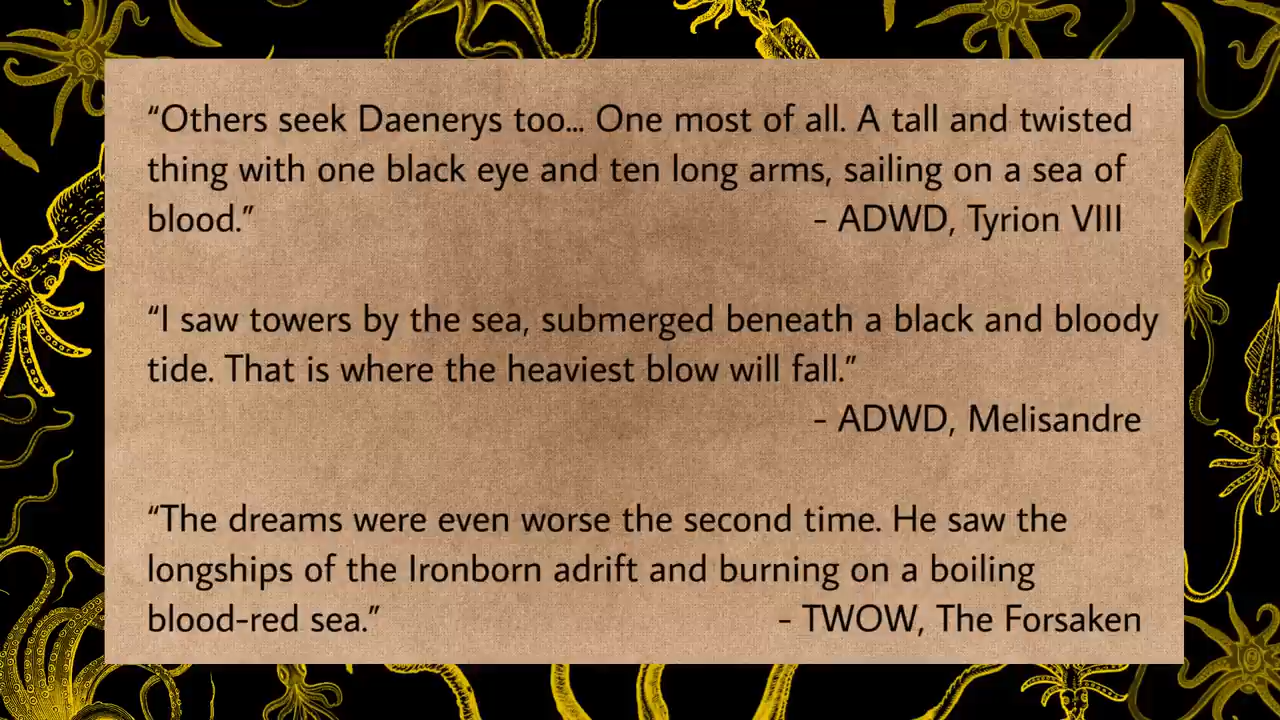 “Others seek Daenerys too... One most of all. A tall and twisted
thing with one black eye and ten long arms, sailing on a sea of
blood.” - ADWD, Tyrion VIII
“I saw towers by the sea, submerged beneath a black and bloody
tide. That is where the heaviest blow will fall.”
- ADWD, Melisandre
“The dreams were even worse the second time. He saw the
longships of the Ironborn adrift and burning on a boiling
blood-red sea.” - TWOW, The Forsaken